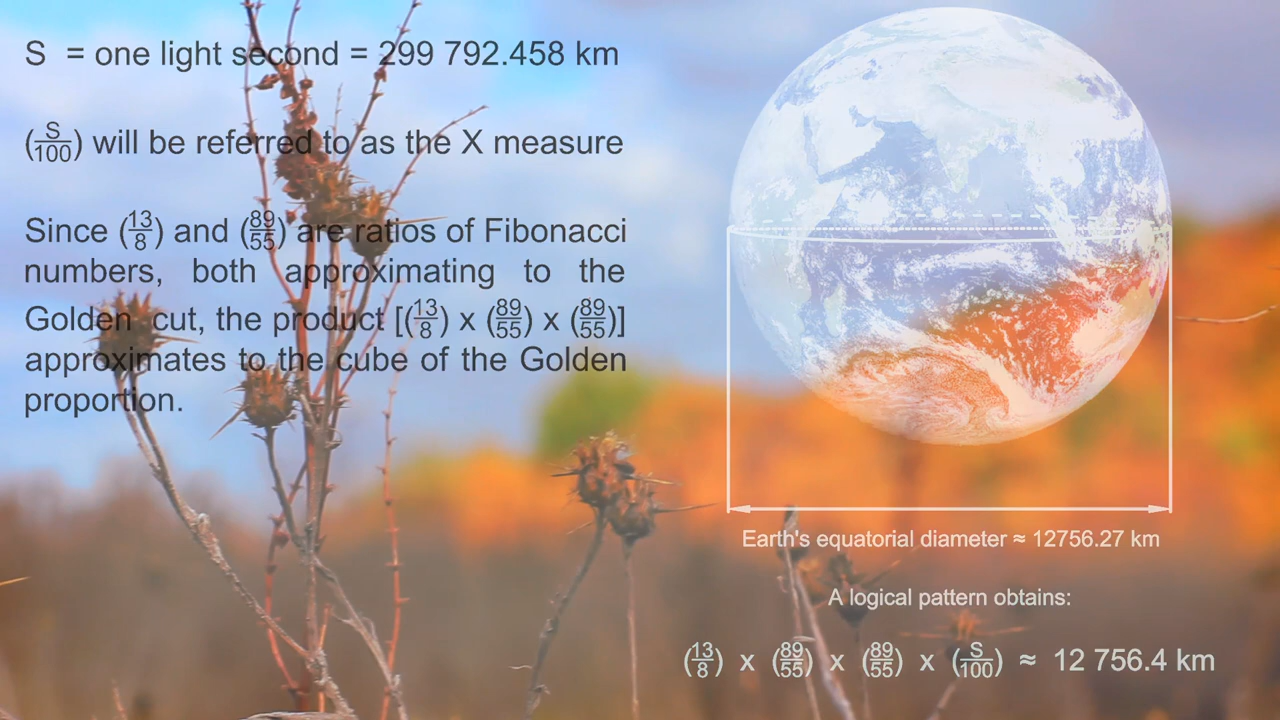 S = one light second = 299 792.458 km
(S/100) will be referred to as the X measure
Since (13/8) and (89/55) are ratios of Fibonacci
numbers, both approximating to the
Golden cut, the product [(13/8) x (89/55) x (89/55)]
approximates to the cube of the Golden
proportion.
Earth's equatorial diameter ≈ 12756.27 km
A logical pattern obtains:
(13/8) x (89/55) x (89/55) x (S/100) ≈ 12 756.4 km